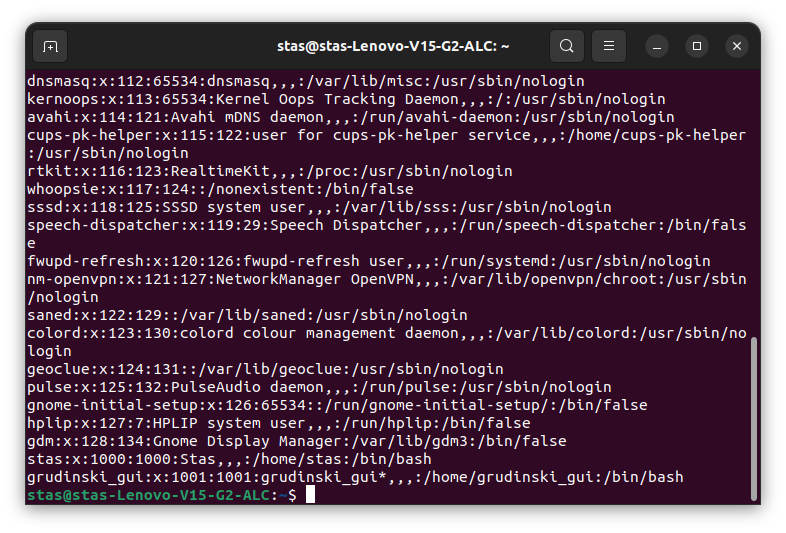 stas@stas-Lenovo-V15-G2-ALC: ~
dnsmasq:x:112:65534:dnsmasq,,,:/var/lib/misc:/usr/sbin/nologin
kernoops:x:113:65534:Kernel Oops Tracking Daemon,,,:/:/usr/sbin/nologin
avahi:x:114:121:Avahi mDNS daemon,,,:/run/avahi-daemon:/usr/sbin/nologin
cups-pk-helper:x:115:122:user for cups-pk-helper service,,,:/home/cups-pk-helper
:/usr/sbin/nologin
rtkit:x:116:123:RealtimeKit,,,:/proc:/usr/sbin/nologin
whoopsie:x:117:124::/nonexistent:/bin/false
sssd:x:118:125:SSSD system user,,,:/var/lib/sss:/usr/sbin/nologin
speech-dispatcher:x:119:29:Speech Dispatcher,,,:/run/speech-dispatcher:/bin/fals
e
fwupd-refresh:x:120:126:fwupd-refresh user,,,:/run/systemd:/usr/sbin/nologin
nm-openvpn:x:121:127:NetworkManager OpenVPN,,,:/var/lib/openvpn/chroot:/usr/sbin
/nologin
saned:x:122:129::/var/lib/saned:/usr/sbin/nologin
colord:x:123:130:colord colour management daemon,,,:/var/lib/colord:/usr/sbin/no
login
geoclue:x:124:131::/var/lib/geoclue:/usr/sbin/nologin
pulse:x:125:132:PulseAudio daemon,,,:/run/pulse:/usr/sbin/nologin
gnome-initial-setup:x:126:65534::/run/gnome-initial-setup/:/bin/false
hplip:x:127:7:HPLIP system user,,,:/run/hplip:/bin/false
gdm:x:128:134:Gnome Display Manager:/var/lib/gdm3:/bin/false
stas:x:1000:1000:Stas,,,:/home/stas:/bin/bash
grudinski_gui:x:1001:1001:grudinski_gui*,,,:/home/grudinski_gui:/bin/bash
stas@stas-Lenovo-V15-G2-ALC:~$